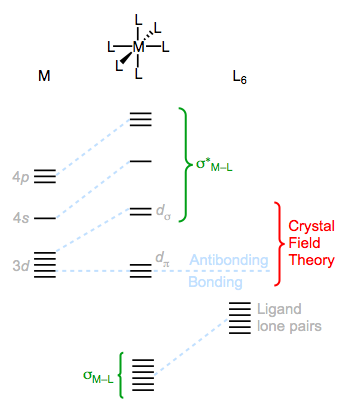 L
L
L
L–M–L
L
L
M
L6
σ*M–L
4p
4s
dσ
Crystal
Field
Theory
3d
dπ
Antibonding
Bonding
Ligand
lone pairs
σM–L